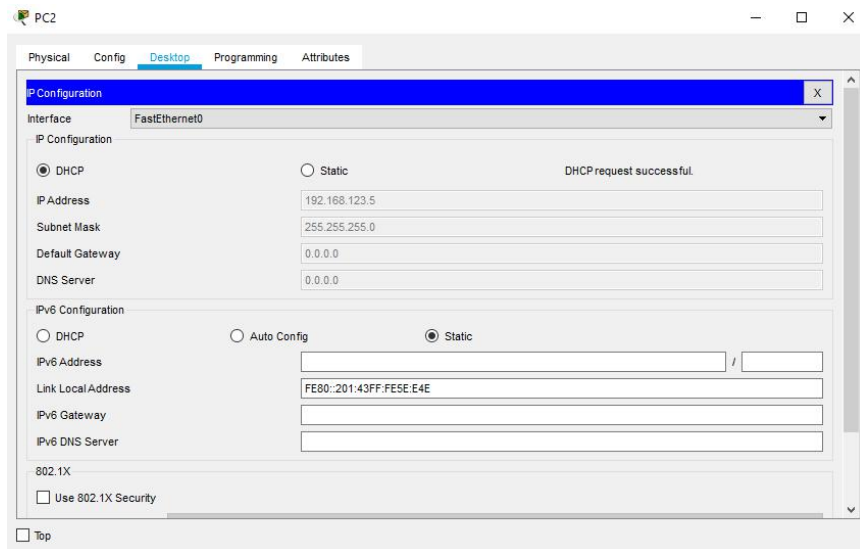 PC2
Physical Config Desktop Programming Attributes
IP Configuration X
Interface FastEthernet0
IP Configuration
DHCP Static DHCP request successful.
IP Address 192.168.123.5
Subnet Mask 255.255.255.0
Default Gateway 0.0.0.0
DNS Server 0.0.0.0
IPv6 Configuration
DHCP Auto Config Static
IPv6 Address /
Link Local Address FE80::201:43FF:FE5E:E4E
IPv6 Gateway
IPv6 DNS Server
802.1X
Use 802.1X Security
Top